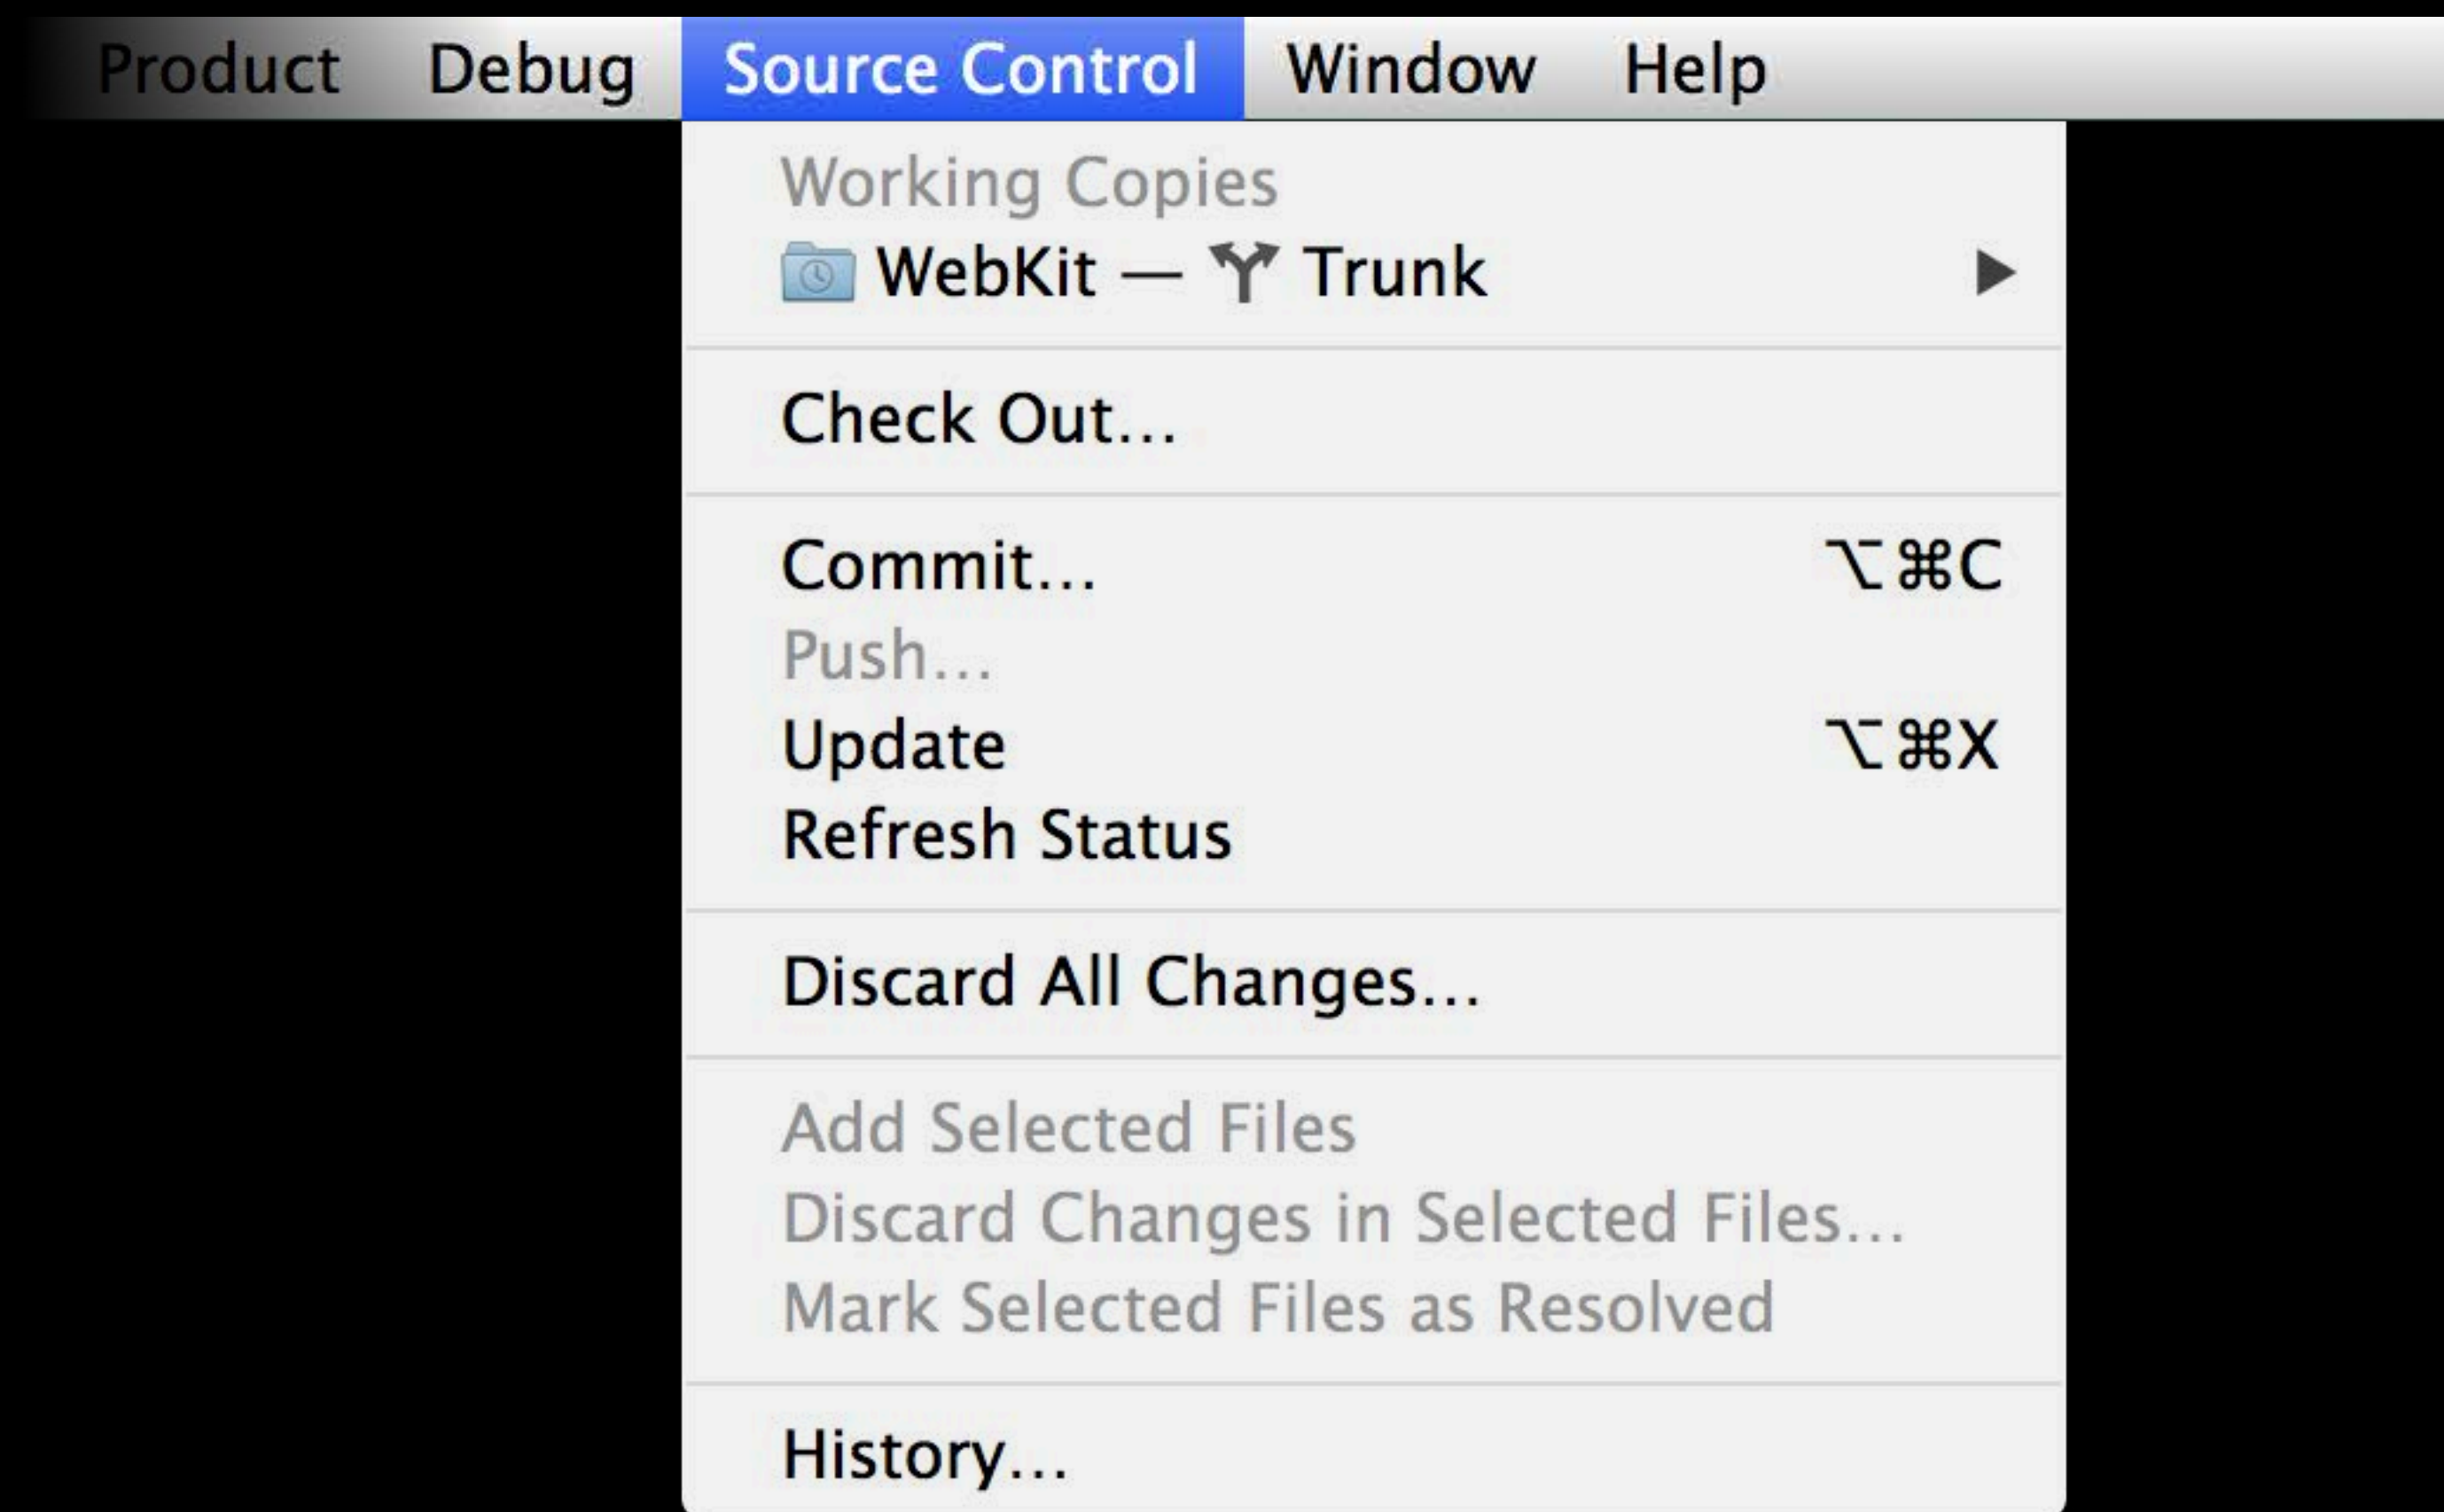 Product Debug Source Control Window Help
Working Copies
WebKit — Trunk
Check Out...
Commit... ⌥⌘C
Push...
Update ⌥⌘X
Refresh Status
Discard All Changes...
Add Selected Files
Discard Changes in Selected Files...
Mark Selected Files as Resolved
History...